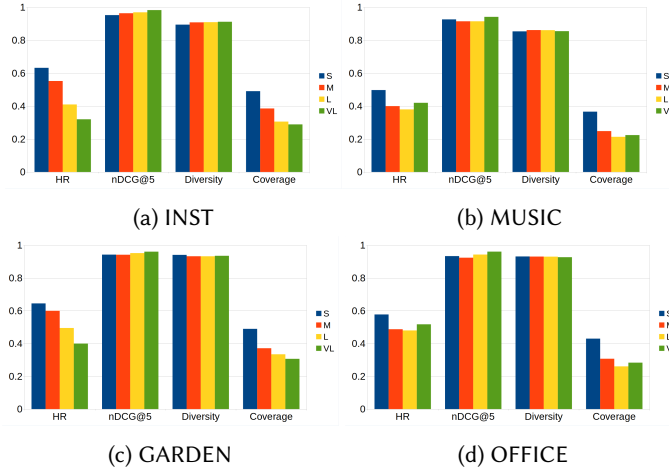 1
0.8
0.6
0.4
0.2
0
HR nDCG@5 Diversity Coverage
S
M
L
VL
(a) INST
1
0.8
0.6
0.4
0.2
0
HR nDCG@5 Diversity Coverage
S
M
L
VL
(b) MUSIC
1
0.8
0.6
0.4
0.2
0
HR nDCG@5 Diversity Coverage
S
M
L
VL
(c) GARDEN
1
0.8
0.6
0.4
0.2
0
HR nDCG@5 Diversity Coverage
S
M
L
(d) OFFICE